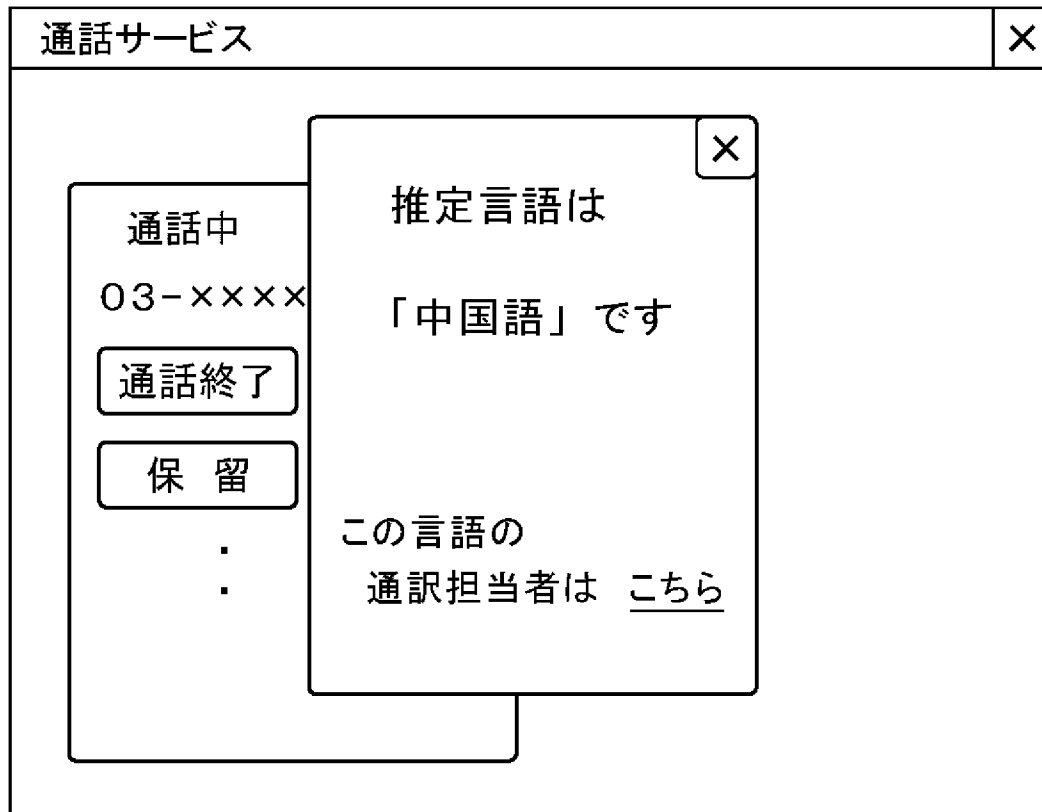 通話サービス ×
×
通話中
03-××××
通話終了
保 留
推定言語は
「中国語」です
この言語の
通訳担当者は こちら